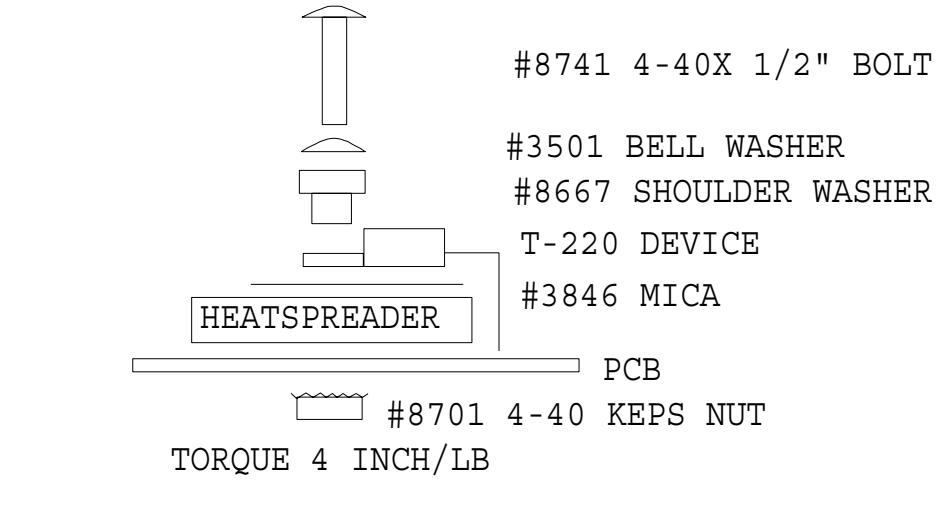 #8741 4-40X 1/2" BOLT
#3501 BELL WASHER
#8667 SHOULDER WASHER
T-220 DEVICE
#3846 MICA
HEATSPREADER
PCB
#8701 4-40 KEPS NUT
TORQUE 4 INCH/LB